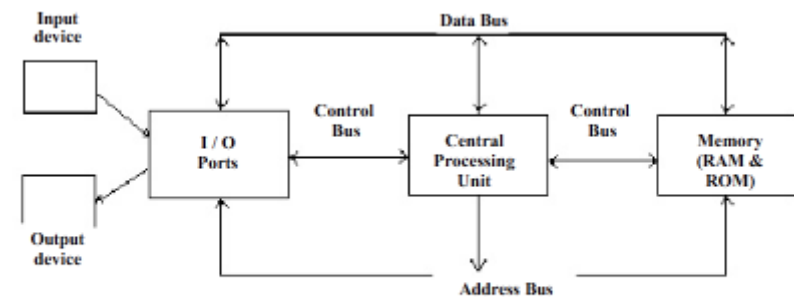 Input
device
Data Bus
I / O
Ports
Control
Bus
Central
Processing
Unit
Control
Bus
Memory
(RAM &
ROM)
Output
device
Address Bus